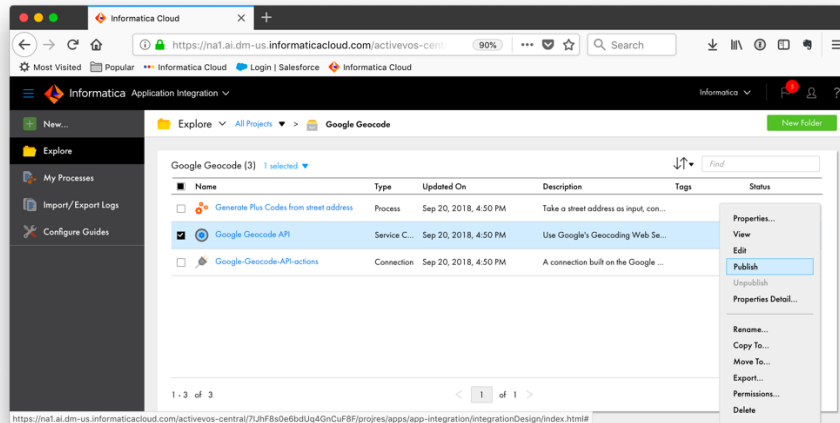 Informatica Cloud
https://na1.ai.dm-us.informaticacloud.com/activevos-cent
90%
Search
Most Visited Popular Informatica Cloud Login | Salesforce Informatica Cloud
Informatica Application Integration
Informatica
5
?
New...
Explore All Projects > Google Geocode
New Folder
Explore
My Processes
Import/Export Logs
Configure Guides
Google Geocode (3) 1 selected
Find
Name Type Updated On Description Tags Status
Generate Plus Codes from street address Process Sep 20, 2018, 4:50 PM Take a street address as input, con...
Google Geocode API Service C... Sep 20, 2018, 4:50 PM Use Google's Geocoding Web Se...
Google-Geocode-API-actions Connection Sep 20, 2018, 4:50 PM A connection built on the Google ...
Properties...
View
Edit
Publish
Unpublish
Properties Detail...
Rename...
Copy To...
Move To...
Export...
Permissions...
Delete
1 - 3 of 3
< 1 of 1 >
https://na1.ai.dm-us.informaticacloud.com/activevos-central/7IJhF8s0e6bdUq4GnCuF8F/projres/apps/app-integration/integrationDesign/index.html#